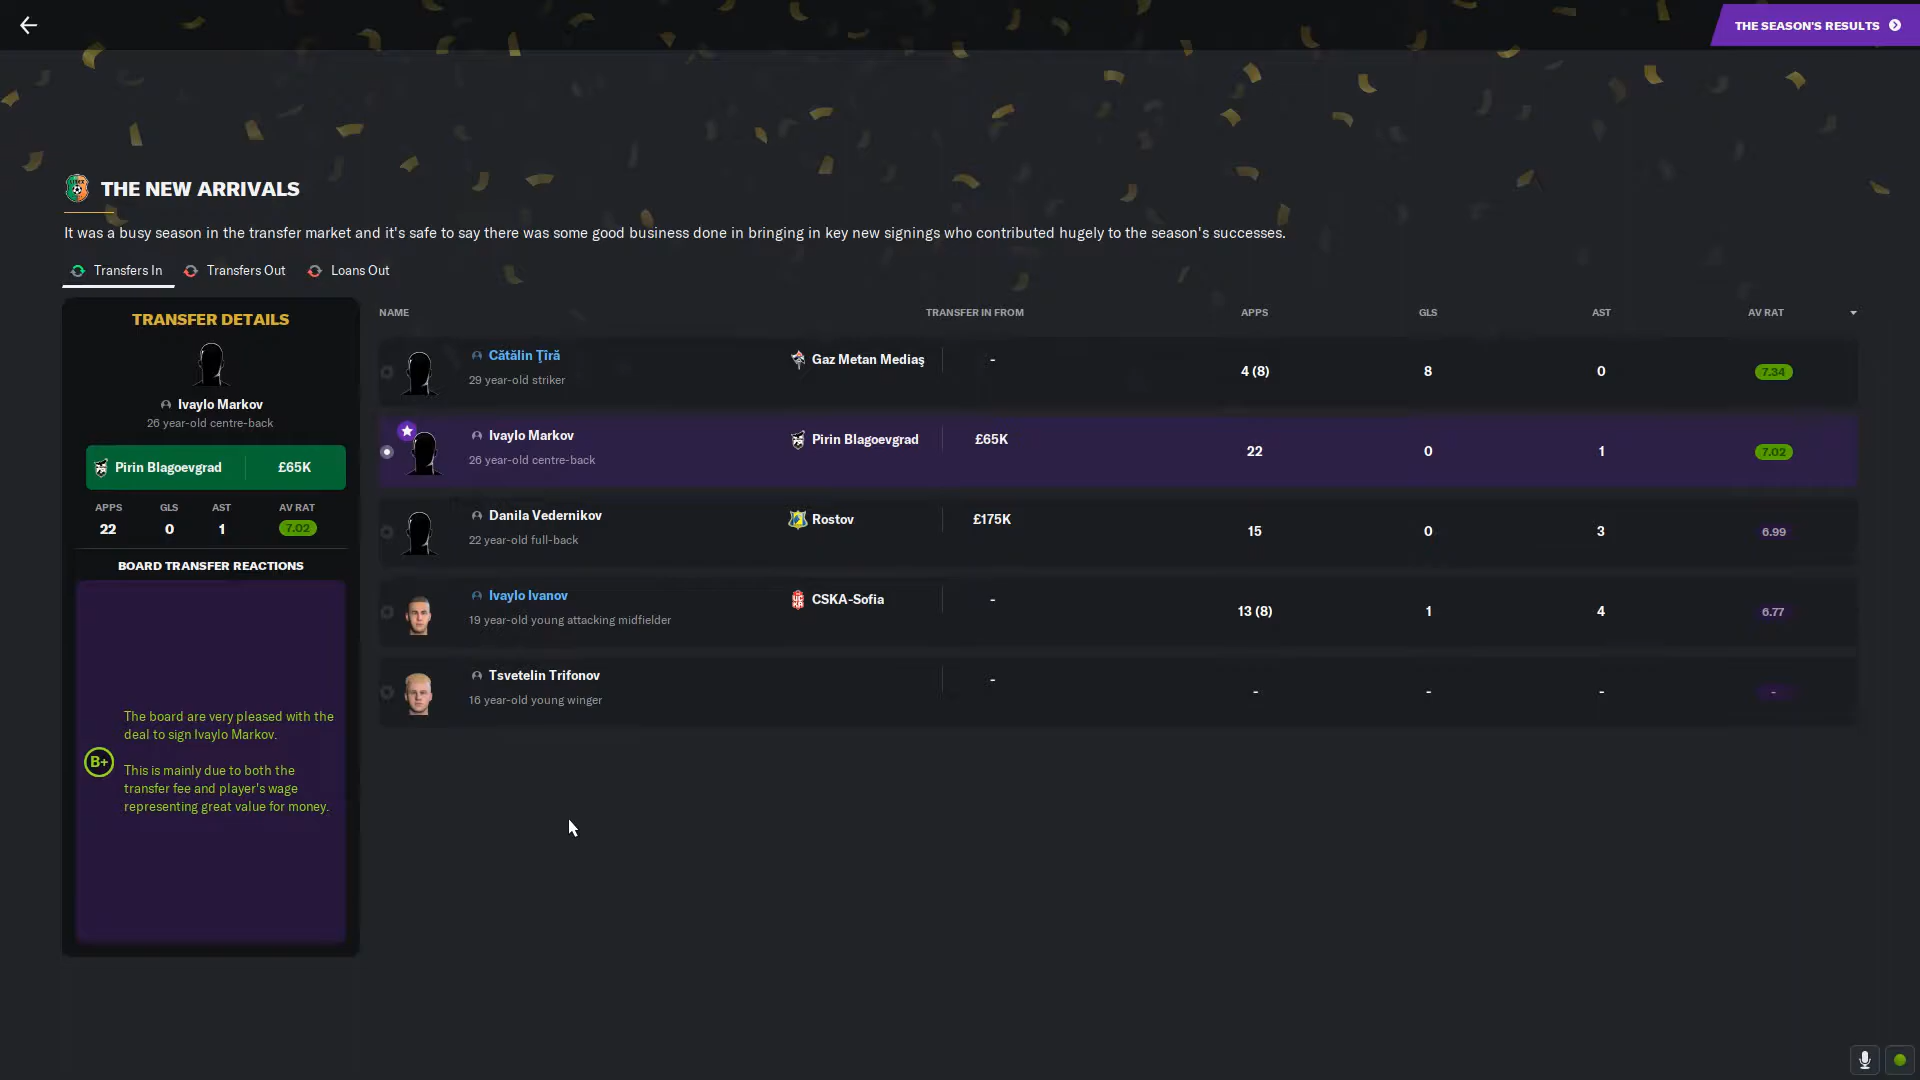 THE SEASON'S RESULTS
THE NEW ARRIVALS
It was a busy season in the transfer market and it's safe to say there was some good business done in bringing in key new signings who contributed hugely to the season's successes.
Transfers In Transfers Out Loans Out
TRANSFER DETAILS
Ivaylo Markov
26 year-old centre-back
Pirin Blagoevgrad £65K
APPS GLS AST AV RAT
22 0 1 7.02
BOARD TRANSFER REACTIONS
B+
The board are very pleased with the
deal to sign Ivaylo Markov.
This is mainly due to both the
transfer fee and player's wage
representing great value for money.
NAME TRANSFER IN FROM APPS GLS AST AV RAT
Cătălin Țîră
29 year-old striker
Gaz Metan Mediaş - 4 (8) 8 0 7.34
Ivaylo Markov
26 year-old centre-back
Pirin Blagoevgrad £65K 22 0 1 7.02
Danila Vedernikov
22 year-old full-back
Rostov £175K 15 0 3 6.99
Ivaylo Ivanov
19 year-old young attacking midfielder
CSKA-Sofia - 13 (8) 1 4 6.77
Tsvetelin Trifonov
16 year-old young winger
- - - - -